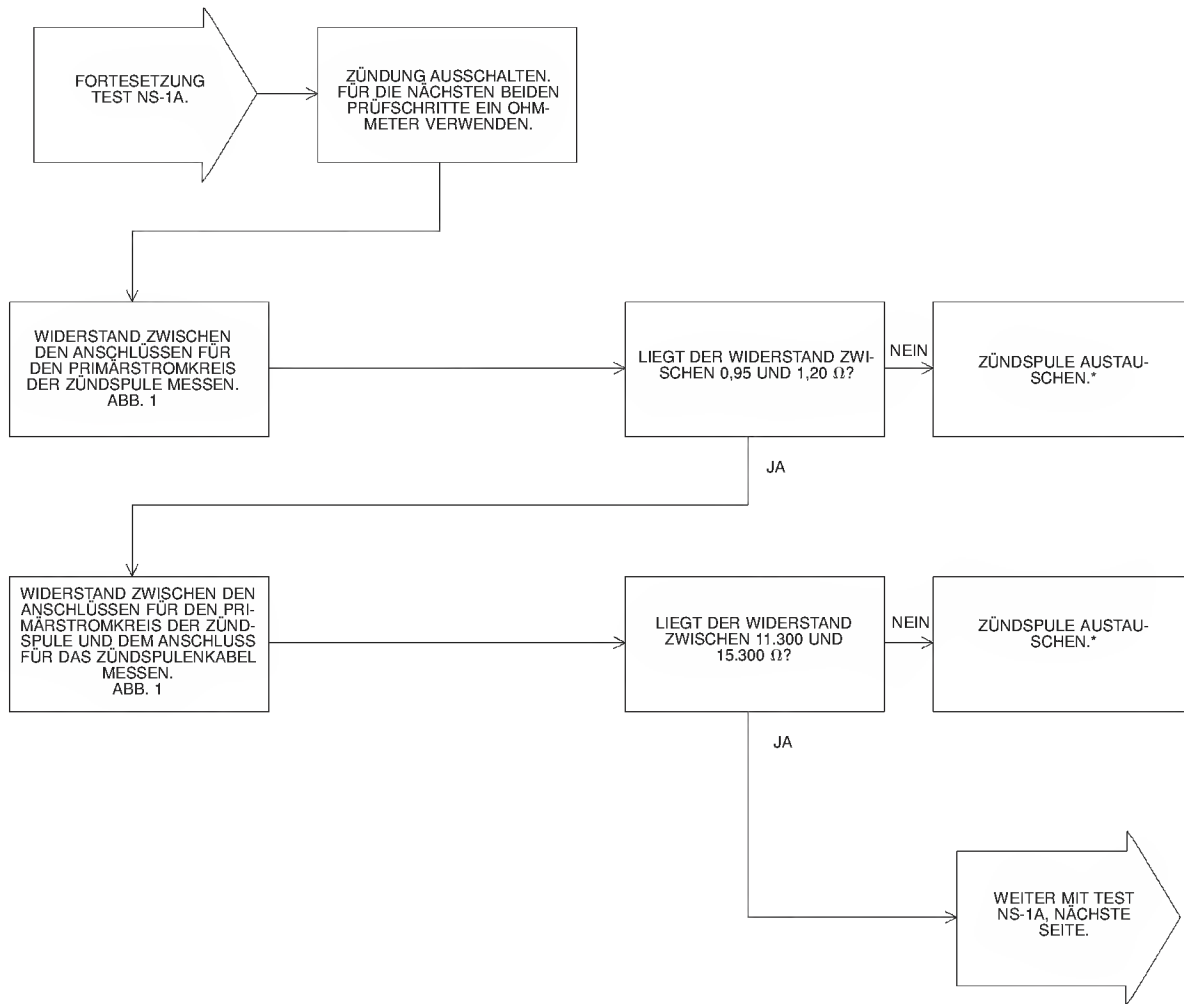 FORTESETZUNG
TEST NS-1A.
ZÜNDUNG AUSSCHALTEN.
FÜR DIE NÄCHSTEN BEIDEN
PRÜFSCHRITTE EIN OHM-
METER VERWENDEN.
WIDERSTAND ZWISCHEN
DEN ANSCHLÜSSEN FÜR
DEN PRIMÄRSTROMKREIS
DER ZÜNDSPULE MESSEN.
ABB. 1
LIEGT DER WIDERSTAND ZWI-
SCHEN 0,95 UND 1,20 Ω?
NEIN
ZÜNDSPULE AUSTAU-
SCHEN.*
JA
WIDERSTAND ZWISCHEN DEN
ANSCHLÜSSEN FÜR DEN PRI-
MÄRSTROMKREIS DER ZÜND-
SPULE UND DEM ANSCHLUSS
FÜR DAS ZÜNDSPULENKABEL
MESSEN.
ABB. 1
LIEGT DER WIDERSTAND
ZWISCHEN 11.300 UND
15.300 Ω?
NEIN
ZÜNDSPULE AUSTAU-
SCHEN.*
JA
WEITER MIT TEST
NS-1A, NÄCHSTE
SEITE.